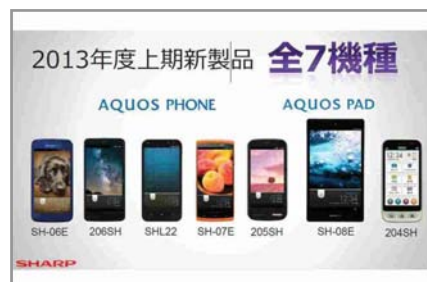 2013年度上期新製品 全7機種
AQUOS PHONE AQUOS PAD
SH-06E 206SH SHL22 SH-07E 205SH SH-08E 204SH
SHARP